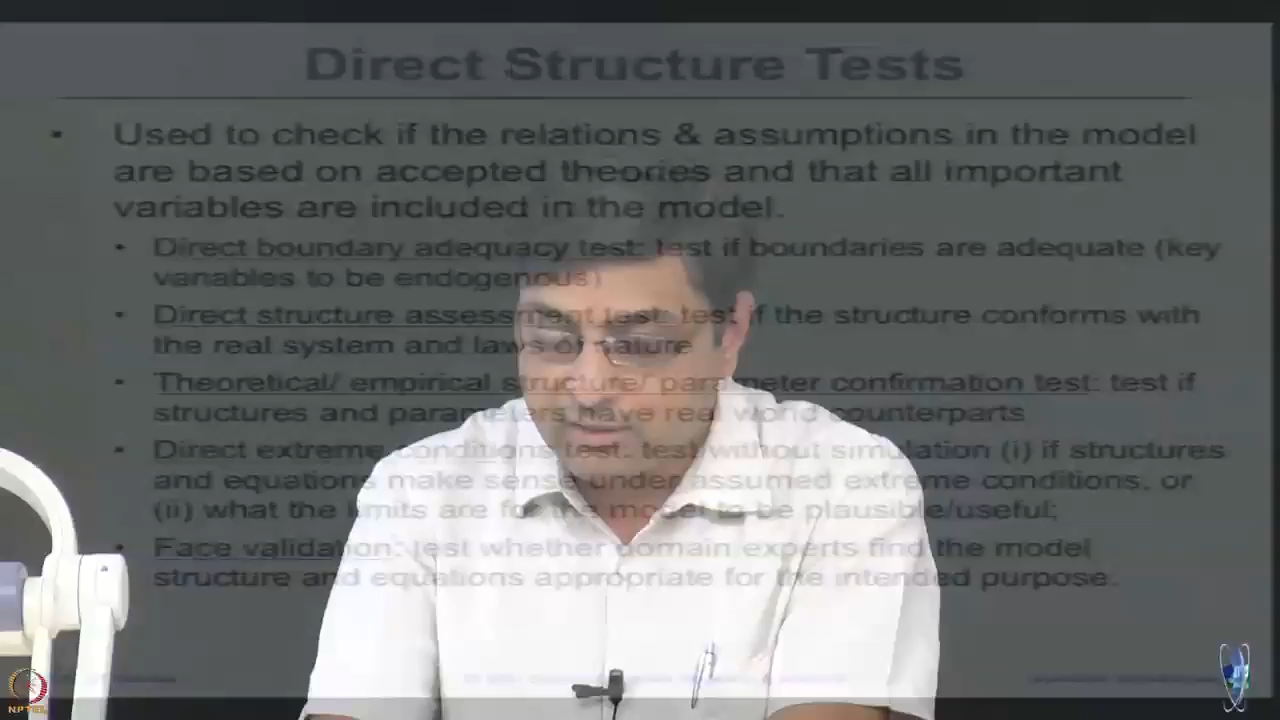 Direct Structure Tests
• Used to check if the relations & assumptions in the model
are based on accepted theories and that all important
variables are included in the model.
• Direct boundary adequacy test: test if boundaries are adequate (key
variables to be endogenous)
• Direct structure assessment test: test if the structure conforms with
the real system and laws of nature
• Theoretical/ empirical structure/ parameter confirmation test: test if
structures and parameters have real world counterparts
• Direct extreme conditions test: test without simulation (i) if structures
and equations make sense under assumed extreme conditions, or
(ii) what the limits are for the model to be plausible/useful;
• Face validation: test whether domain experts find the model
structure and equations appropriate for the intended purpose.
NPTEL